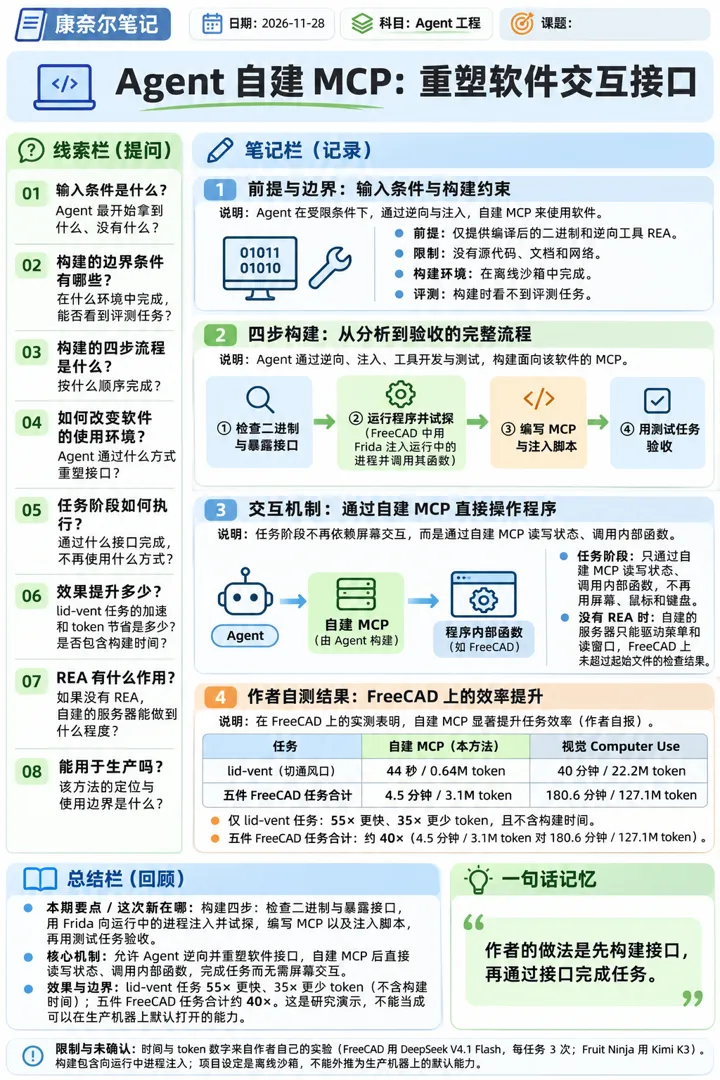 康奈尔笔记
日期：2026-11-28
科目：Agent 工程
课题：
</>
Agent 自建 MCP：重塑软件交互接口
线索栏（提问）
01
输入条件是什么？
Agent 最开始拿到
什么、没有什么？
02
构建的边界条件
有哪些？
在什么环境中完成，
能否看到评测任务？
03
构建的四步流程
是什么？
按什么顺序完成？
04
如何改变软件
的使用环境？
Agent 通过什么方式
重塑接口？
05
任务阶段如何执
行？
通过什么接口完成，
不再使用什么方式？
06
效果提升多少？
lid-vent 任务的加速
和 token 节省是多少？
是否包含构建时间？
07
REA 有什么作用？
如果没有 REA，
自建的服务器能做到
什么程度？
08
能用于生产吗？
该方法的定位与
使用边界是什么？
笔记栏（记录）
1 前提与边界：输入条件与构建约束
说明：Agent 在受限条件下，通过逆向与注入，自建 MCP 来使用软件。
01011
01010
前提：仅提供编译后的二进制和逆向工具 REA。
限制：没有源代码、文档和网络。
构建环境：在离线沙箱中完成。
评测：构建时看不到评测任务。
2 四步构建：从分析到验收的完整流程
说明：Agent 通过逆向、注入、工具开发与测试，构建面向该软件的 MCP。
① 检查二进制
与暴露接口
② 运行程序并试探
（FreeCAD 中用
Frida 注入运行中的
进程并调用其函数）
</>
③ 编写 MCP
与注入脚本
④ 用测试任务
验收
3 交互机制：通过自建 MCP 直接操作程序
说明：任务阶段不再依赖屏幕交互，而是通过自建 MCP 读写状态、调用内部函数。
Agent
自建 MCP
（由 Agent 构建）
程序内部函数
（如 FreeCAD）
任务阶段：只通过自
建 MCP 读写状态、
调用内部函数，不再
用屏幕、鼠标和键盘。
没有 REA 时：自建的
服务器只能驱动菜单和
读窗口，FreeCAD 上
未超过起始文件的检查结果。
4 作者自测结果：FreeCAD 上的效率提升
说明：在 FreeCAD 上的实测表明，自建 MCP 显著提升任务效率（作者自报）。
任务 自建 MCP（本方法） 视觉 Computer Use
lid-vent（切通风口） 44 秒 / 0.64M token 40 分钟 / 22.2M token
五件 FreeCAD 任务合计 4.5 分钟 / 3.1M token 180.6 分钟 / 127.1M token
仅 lid-vent 任务：55× 更快、35× 更少 token，且不含构建时间。
五件 FreeCAD 任务合计：约 40×（4.5 分钟 / 3.1M token 对 180.6 分钟 / 127.1M token）。
总结栏（回顾）
本期要点 / 这次新在哪：构建四步：检查二进制与暴露接口，
用 Frida 向运行中的进程注入并试探，编写 MCP 以及注入脚本，
再用测试任务验收。
核心机制：允许 Agent 逆向并重塑软件接口，自建 MCP 后直接
读写状态、调用内部函数，完成任务而无需屏幕交互。
效果与边界：lid-vent 任务 55× 更快、35× 更少 token（不含构建
时间）；五件 FreeCAD 任务合计约 40×。这是研究演示，不能当成
可以在生产机器上默认打开的能力。
一句话记忆
“
作者的做法是先构建接口，
再通过接口完成任务。
”
限制与未确认：时间与 token 数字来自作者自己的实验（FreeCAD 用 DeepSeek V4.1 Flash，每任务 3 次；Fruit Ninja 用 Kimi K3）。
构建包含向运行中进程注入；项目设定是离线沙箱，不能外推为生产机器上的默认能力。